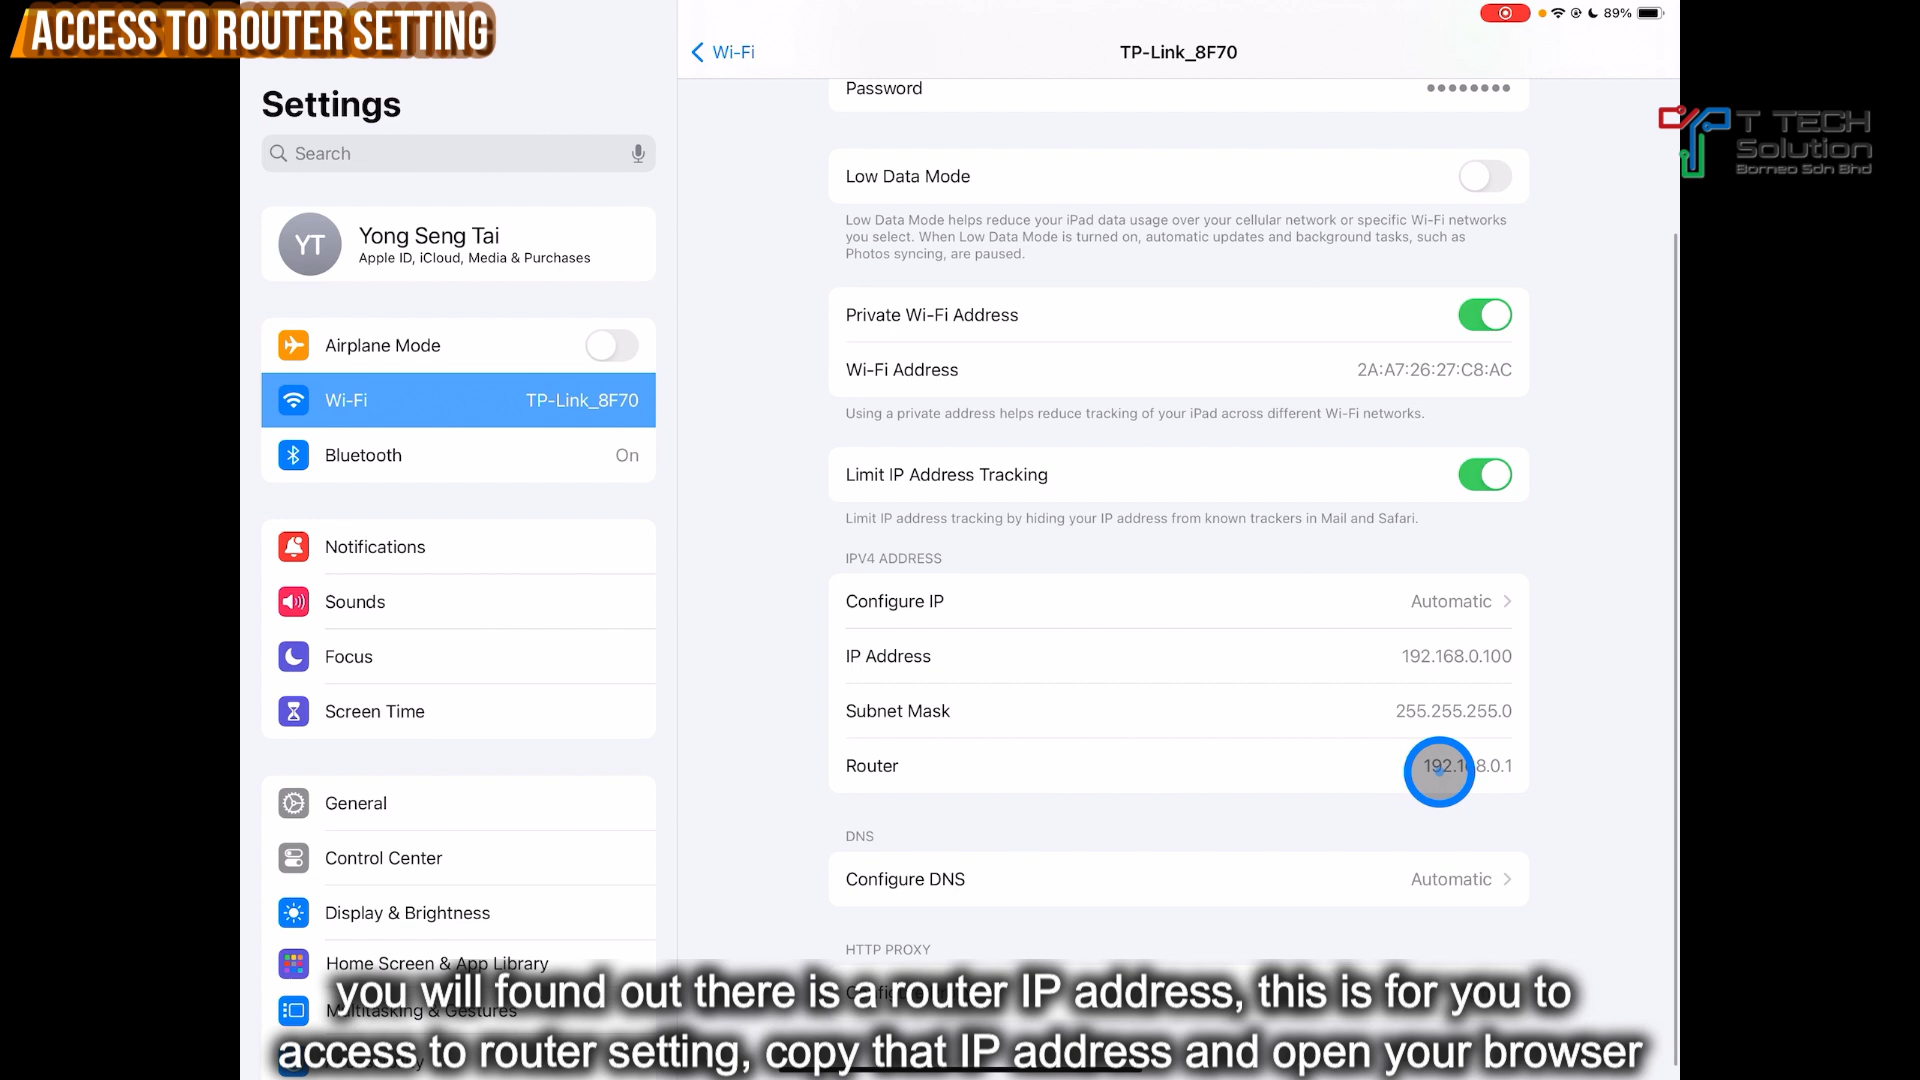 ACCESS TO ROUTER SETTING
89%
Wi-Fi
TP-Link_8F70
Settings
Search
T TECH
Solution
Borneo Sdn Bhd
YT
Yong Seng Tai
Apple ID, iCloud, Media & Purchases
Airplane Mode
Wi-Fi TP-Link_8F70
Bluetooth On
Notifications
Sounds
Focus
Screen Time
General
Control Center
Display & Brightness
Home Screen & App Library
Multitasking & Gestures
Password ••••••••
Low Data Mode
Low Data Mode helps reduce your iPad data usage over your cellular network or specific Wi-Fi networks
you select. When Low Data Mode is turned on, automatic updates and background tasks, such as
Photos syncing, are paused.
Private Wi-Fi Address
Wi-Fi Address 2A:A7:26:27:C8:AC
Using a private address helps reduce tracking of your iPad across different Wi-Fi networks.
Limit IP Address Tracking
Limit IP address tracking by hiding your IP address from known trackers in Mail and Safari.
IPV4 ADDRESS
Configure IP Automatic
IP Address 192.168.0.100
Subnet Mask 255.255.255.0
Router 192.168.0.1
DNS
Configure DNS Automatic
HTTP PROXY
you will found out there is a router IP address, this is for you to
access to router setting, copy that IP address and open your browser